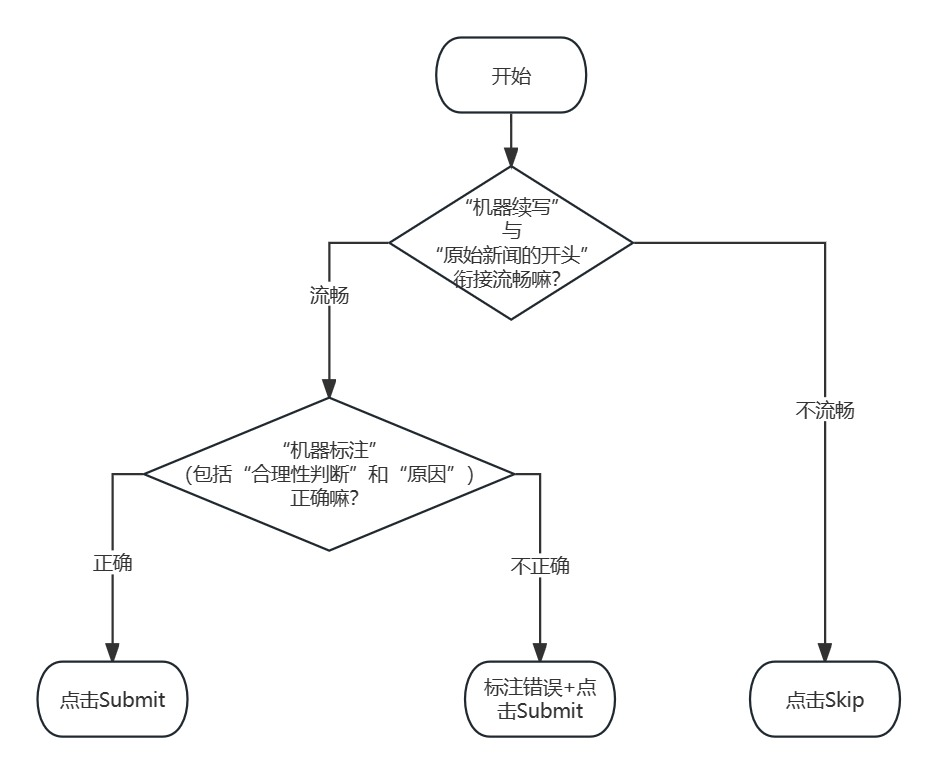 开始
“机器续写”
与
“原始新闻的开头”
衔接流畅嘛？
流畅
不流畅
“机器标注”
（包括“合理性判断”和“原因”）
正确嘛？
正确
不正确
点击Submit
标注错误+点
击Submit
点击Skip